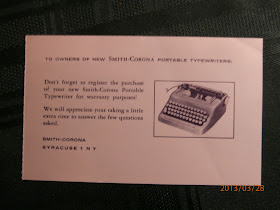 TO OWNERS OF NEW SMITH-CORONA PORTABLE TYPEWRITERS:
Don't forget to register the purchase
of your new Smith-Corona Portable
Typewriter for warranty purposes!
We will appreciate your taking a little
extra time to answer the few questions
asked.
SMITH-CORONA
SYRACUSE 1 N Y
2013/03/28